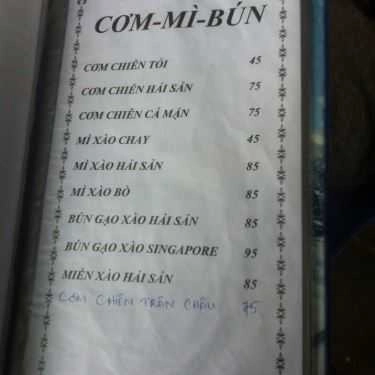 CƠM-MÌ-BÚN
CƠM CHIÊN TỎI 45
CƠM CHIÊN HẢI SẢN 75
CƠM CHIÊN CÁ MẶN 75
MÌ XÀO CHAY 45
MÌ XÀO HẢI SẢN 85
MÌ XÀO BÒ 85
BÚN GẠO XÀO HẢI SẢN 85
BÚN GẠO XÀO SINGAPORE 95
MIẾN XÀO HẢI SẢN 85
CƠM CHIÊN TRÂN CHÂU 75